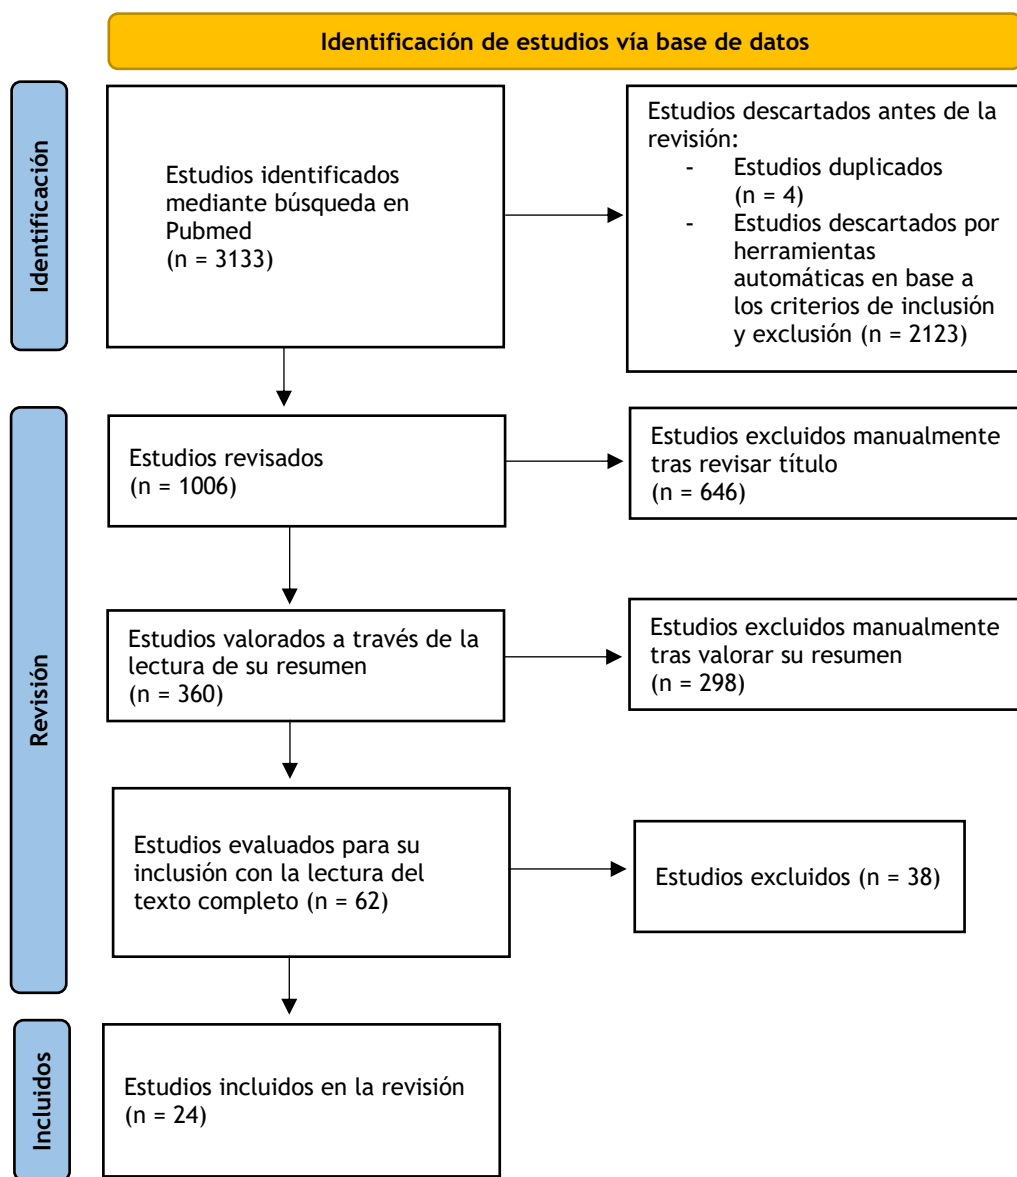 Identificación de estudios vía base de datos
Identificación
Estudios identificados
mediante búsqueda en
Pubmed
(n = 3133)
Estudios descartados antes de la
revisión:
- Estudios duplicados
(n = 4)
- Estudios descartados por
herramientas
automáticas en base a
los criterios de inclusión
y exclusión (n = 2123)
Revisión
Estudios revisados
(n = 1006)
Estudios excluidos manualmente
tras revisar título
(n = 646)
Estudios valorados a través de la
lectura de su resumen
(n = 360)
Estudios excluidos manualmente
tras valorar su resumen
(n = 298)
Estudios evaluados para su
inclusión con la lectura del
texto completo (n = 62)
Estudios excluidos (n = 38)
Incluidos
Estudios incluidos en la revisión
(n = 24)